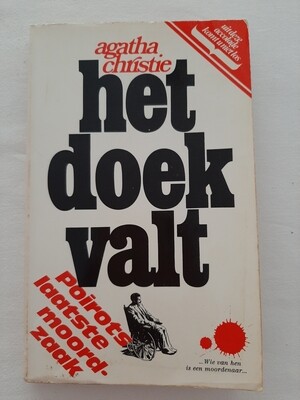 agatha
christie
het
doek
valt
Poirots
laatste
moord-
zaak
...Wie van hen
is een moordenaar...